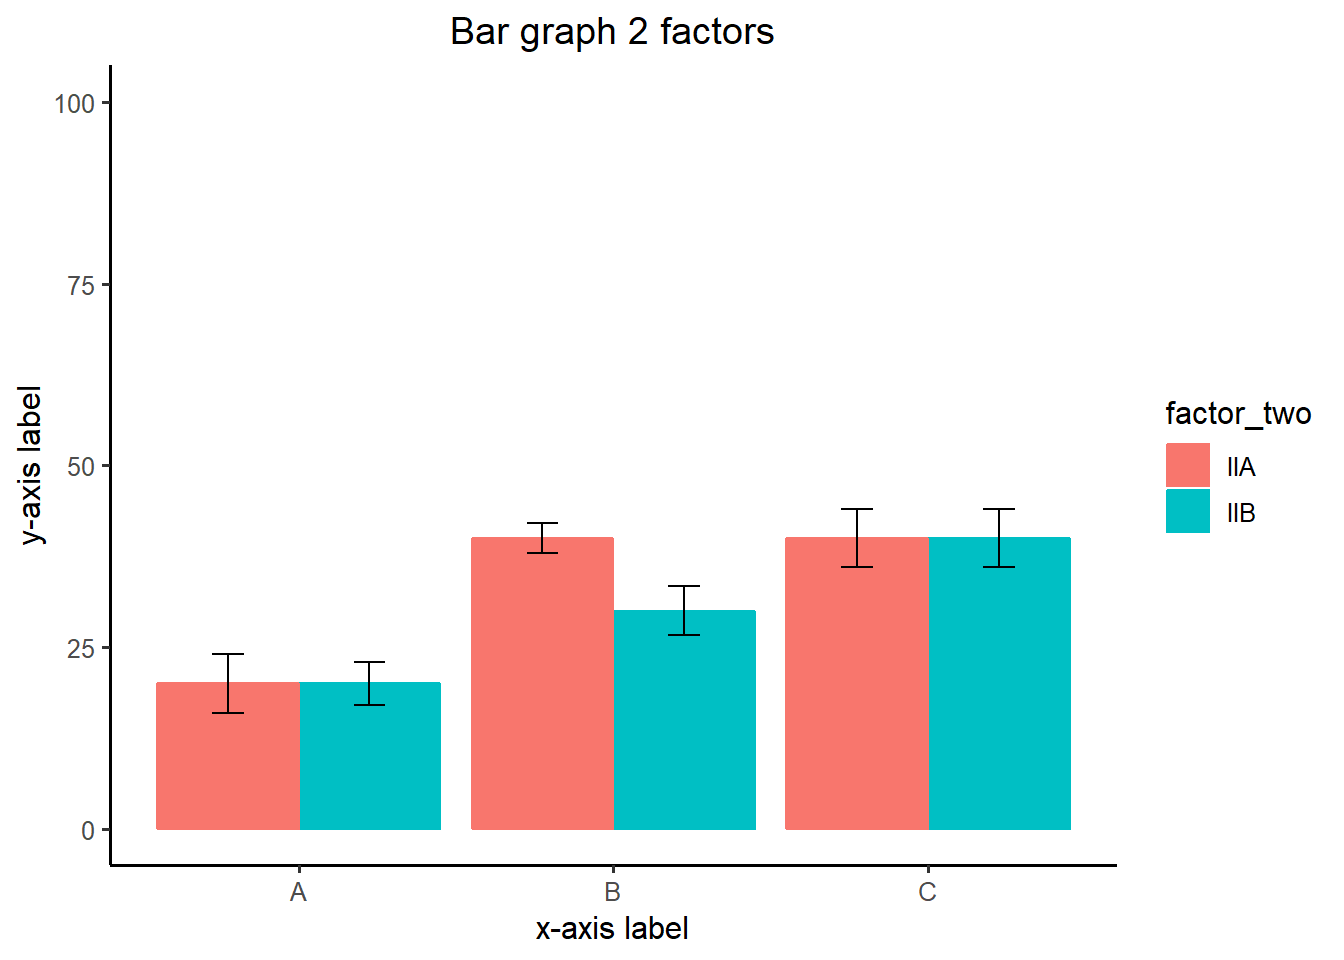 Bar graph 2 factors
100
75
50
25
0
y-axis label
A
B
C
x-axis label
factor_two
IIA
IIB